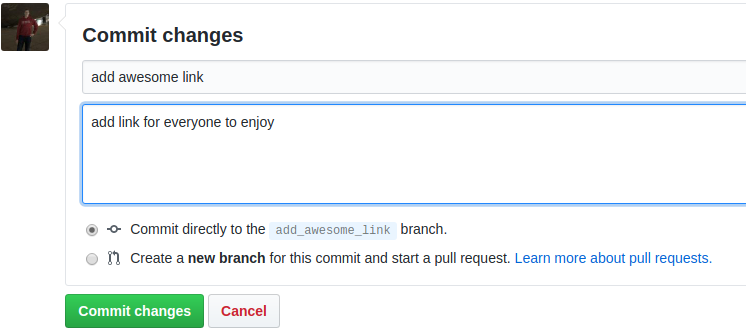 Commit changes
add awesome link
add link for everyone to enjoy
Commit directly to the add_awesome_link branch.
Create a new branch for this commit and start a pull request. Learn more about pull requests.
Commit changes Cancel